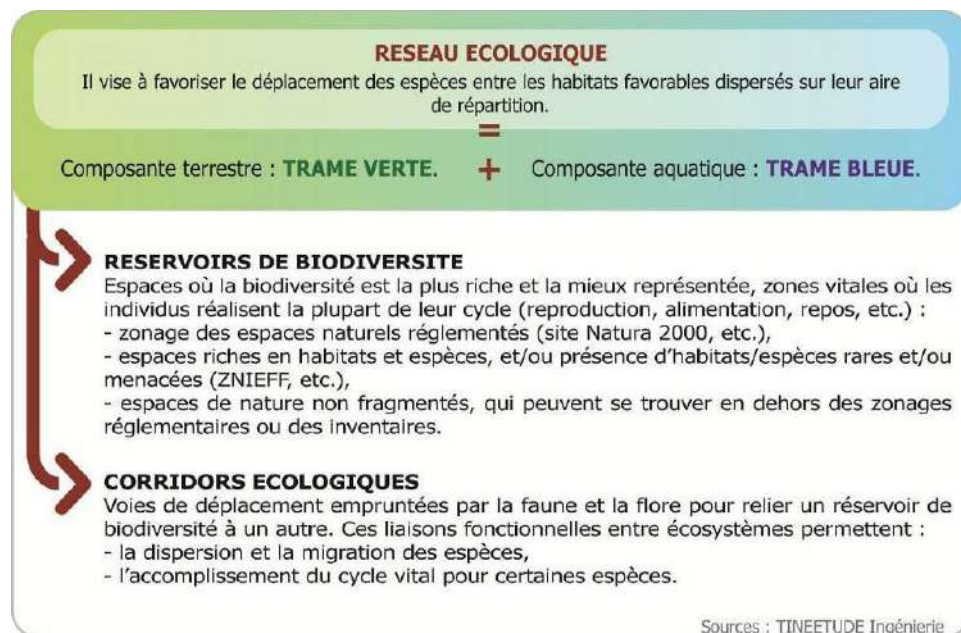 RESEAU ECOLOGIQUE
Il vise à favoriser le déplacement des espèces entre les habitats favorables dispersés sur leur aire
de répartition.
=
Composante terrestre : TRAME VERTE. + Composante aquatique : TRAME BLEUE.
RESERVOIRS DE BIODIVERSITE
Espaces où la biodiversité est la plus riche et la mieux représentée, zones vitales où les
individus réalisent la plupart de leur cycle (reproduction, alimentation, repos, etc.) :
- zonage des espaces naturels réglementés (site Natura 2000, etc.),
- espaces riches en habitats et espèces, et/ou présence d'habitats/espèces rares et/ou
menacées (ZNIEFF, etc.),
- espaces de nature non fragmentés, qui peuvent se trouver en dehors des zonages
réglementaires ou des inventaires.
CORRIDORS ECOLOGIQUES
Voies de déplacement empruntées par la faune et la flore pour relier un réservoir de
biodiversité à un autre. Ces liaisons fonctionnelles entre écosystèmes permettent :
- la dispersion et la migration des espèces,
- l'accomplissement du cycle vital pour certaines espèces.
Sources : TINEETUDE Ingénierie